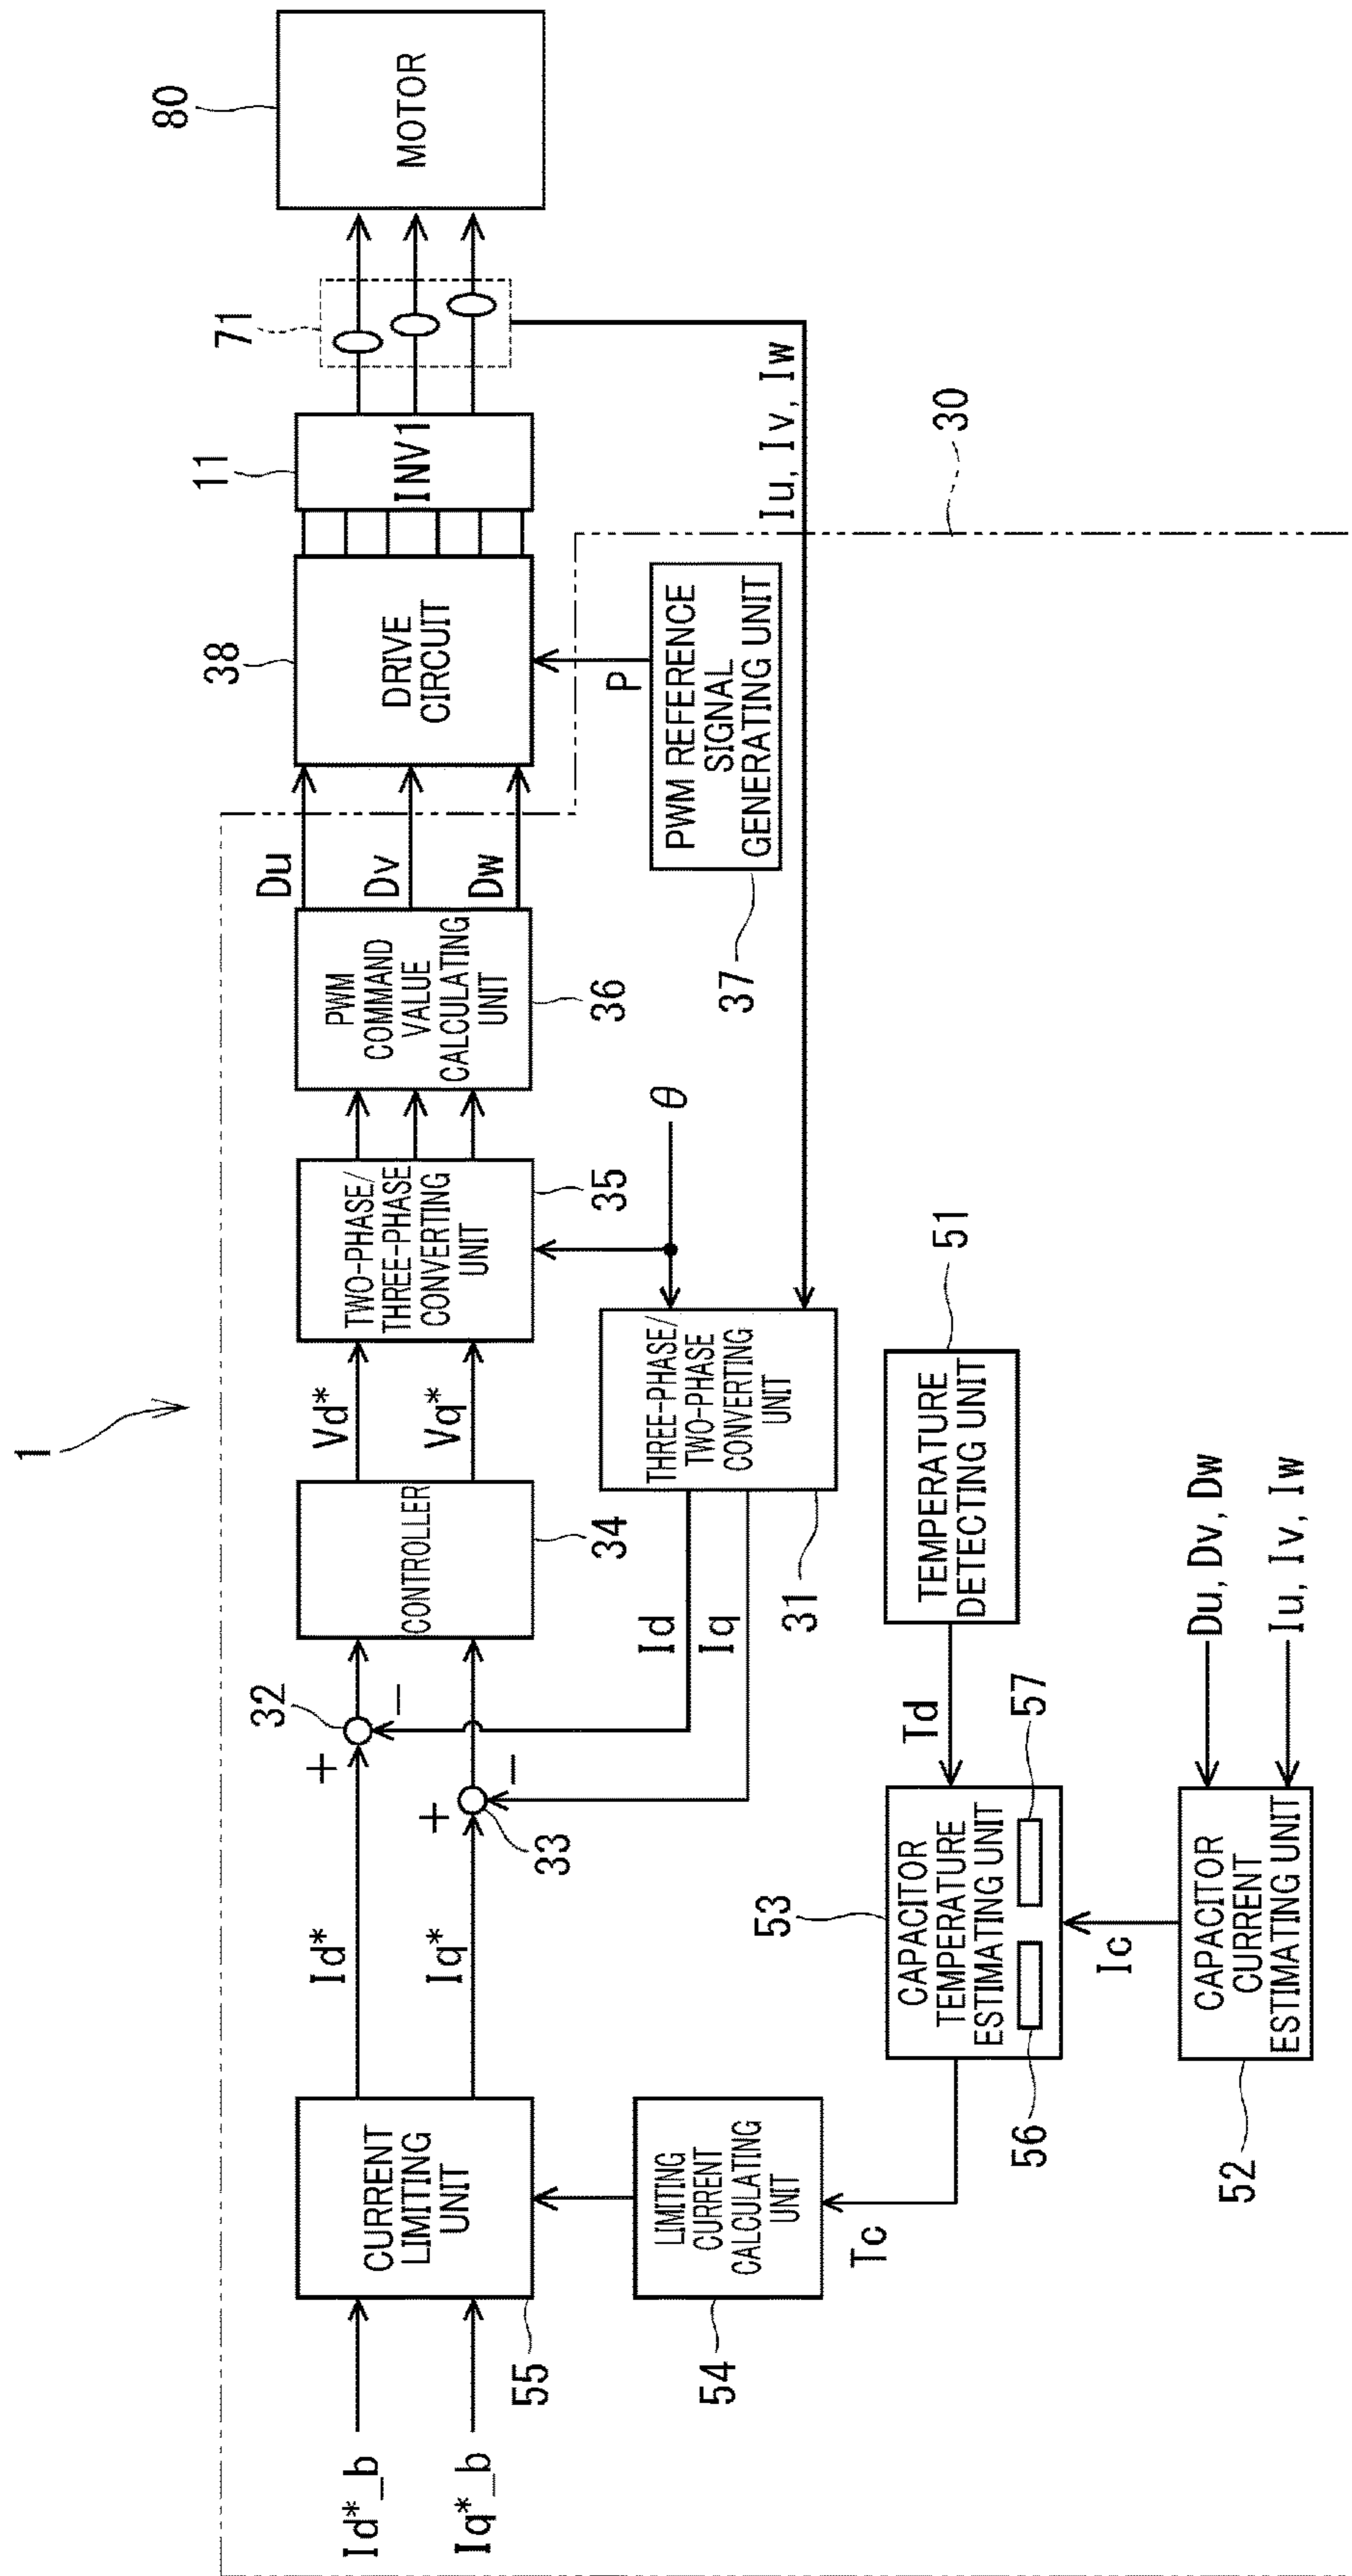 1
80
MOTOR
71
11
INV1
38
DRIVE
CIRCUIT
Du
Dv
Dw
PWM
COMMAND
VALUE
CALCULATING
UNIT
36
TWO-PHASE/
THREE-PHASE
CONVERTING
UNIT
35
Vd*
Vq*
CONTROLLER
34
32
+
−
33
+
−
Id*
Iq*
CURRENT
LIMITING
UNIT
55
Id*_b
Iq*_b
Iu, Iv, Iw
30
P
PWM REFERENCE
SIGNAL
GENERATING UNIT
37
θ
THREE-PHASE/
TWO-PHASE
CONVERTING
UNIT
31
Id
Iq
LIMITING
CURRENT
CALCULATING
UNIT
54
Tc
51
TEMPERATURE
DETECTING UNIT
Td
53
CAPACITOR
TEMPERATURE
ESTIMATING UNIT
56
57
Ic
CAPACITOR
CURRENT
ESTIMATING UNIT
52
Du, Dv, Dw
Iu, Iv, Iw